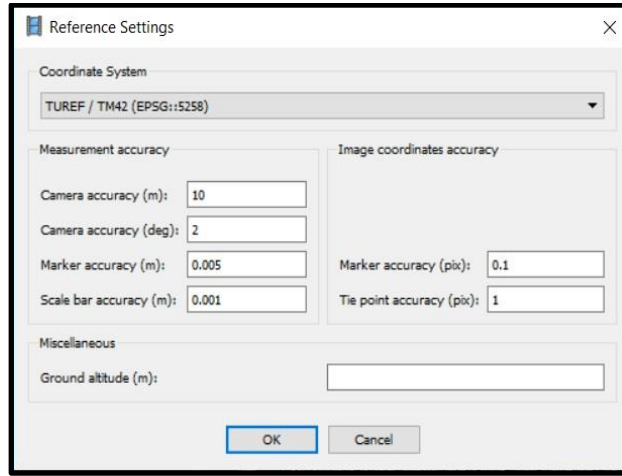 Reference Settings
Coordinate System
TUREF / TM42 (EPSG::5258)
Measurement accuracy
Camera accuracy (m): 10
Camera accuracy (deg): 2
Marker accuracy (m): 0.005
Scale bar accuracy (m): 0.001
Image coordinates accuracy
Marker accuracy (pix): 0.1
Tie point accuracy (pix): 1
Miscellaneous
Ground altitude (m):
OK Cancel